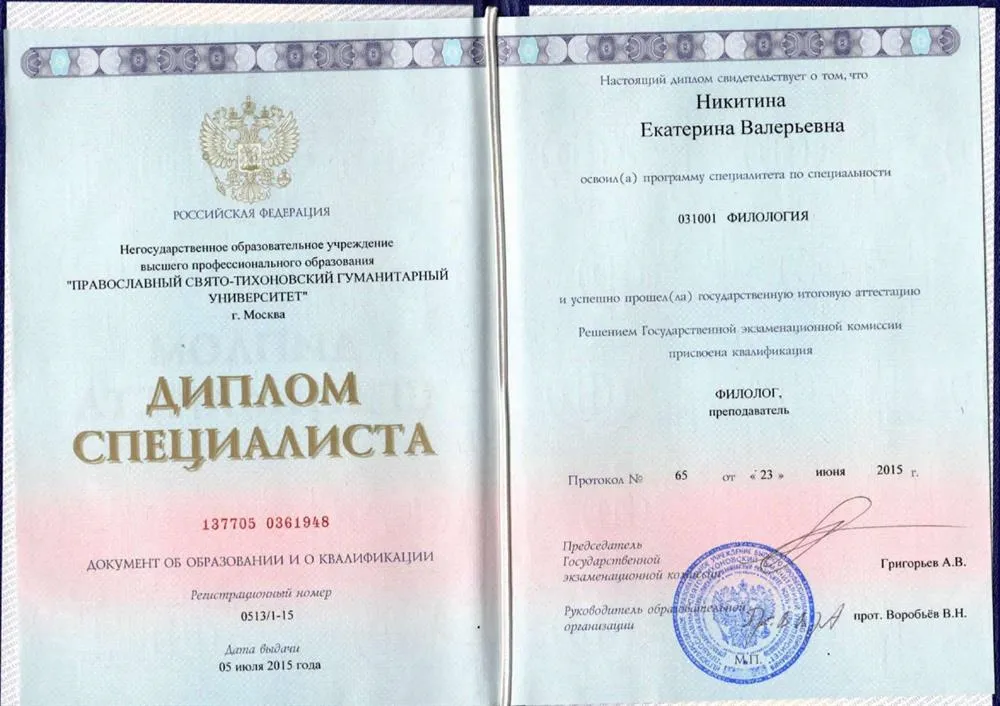 РОССИЙСКАЯ ФЕДЕРАЦИЯ
Негосударственное образовательное учреждение
высшего профессионального образования
"ПРАВОСЛАВНЫЙ СВЯТО-ТИХОНОВСКИЙ ГУМАНИТАРНЫЙ
УНИВЕРСИТЕТ"
г. Москва
ДИПЛОМ
СПЕЦИАЛИСТА
137705 0361948
ДОКУМЕНТ ОБ ОБРАЗОВАНИИ И О КВАЛИФИКАЦИИ
Регистрационный номер
0513/1-15
Дата выдачи
05 июля 2015 года
Настоящий диплом свидетельствует о том, что
Никитина
Екатерина Валерьевна
освоил(а) программу специалитета по специальности
031001 ФИЛОЛОГИЯ
и успешно прошел(ла) государственную итоговую аттестацию
Решением Государственной экзаменационной комиссии
присвоена квалификация
ФИЛОЛОГ,
преподаватель
Протокол № 65 от « 23 » июня 2015 г.
Председатель
Государственной
экзаменационной комиссии
Григорьев А.В.
Руководитель образовательной
организации
прот. Воробьёв В.Н.
М.П.